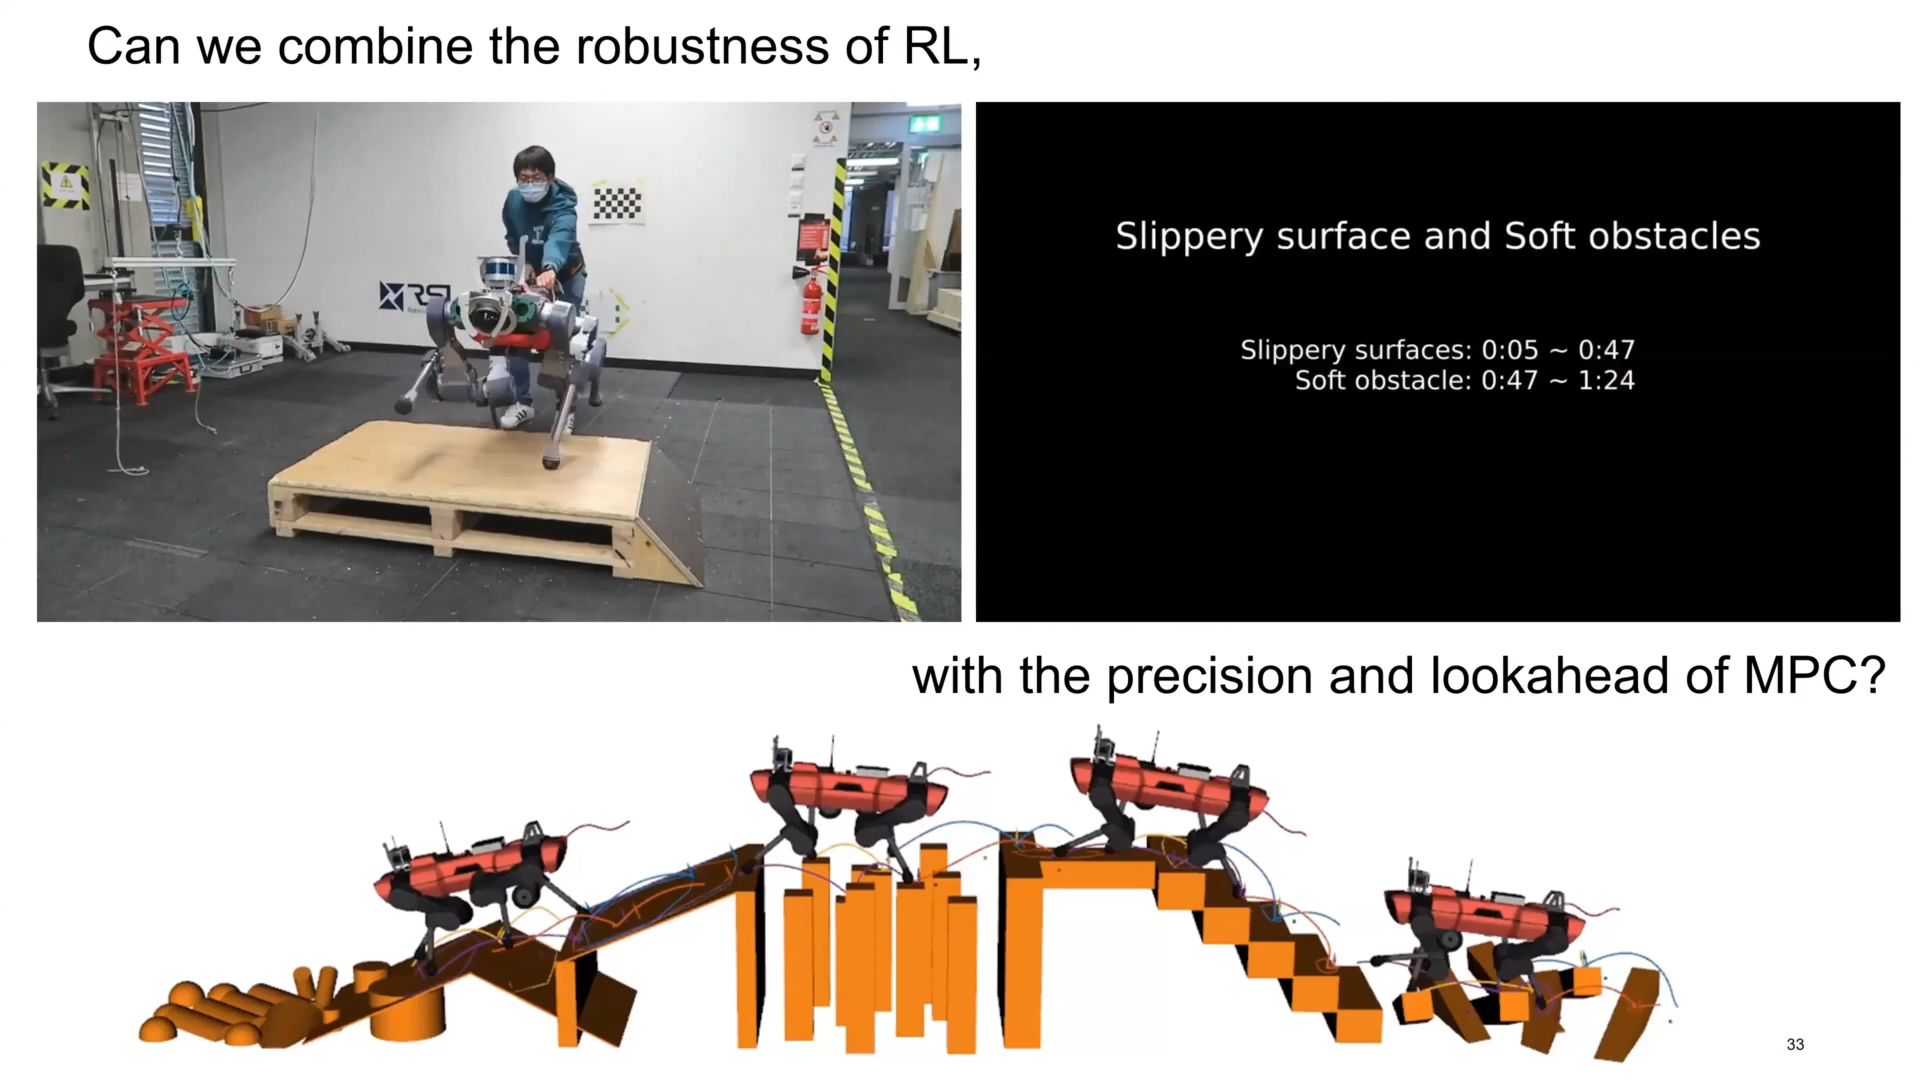 Can we combine the robustness of RL,
RSL
Slippery surface and Soft obstacles
Slippery surfaces: 0:05 ~ 0:47
Soft obstacle: 0:47 ~ 1:24
with the precision and lookahead of MPC?
33